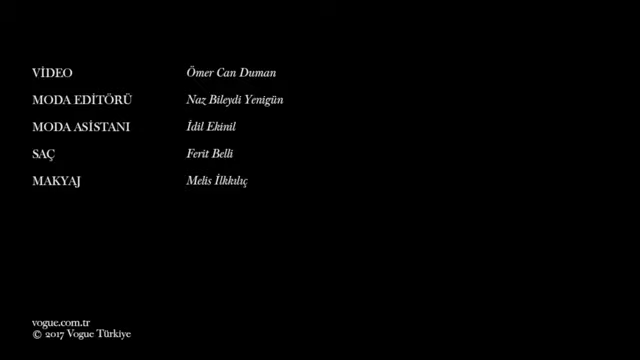 VİDEO Ömer Can Duman
MODA EDİTÖRÜ Naz Bileydi Yenigün
MODA ASİSTANI İdil Ekinil
SAÇ Ferit Belli
MAKYAJ Melis İlkkılıç
vogue.com.tr
© 2017 Vogue Türkiye